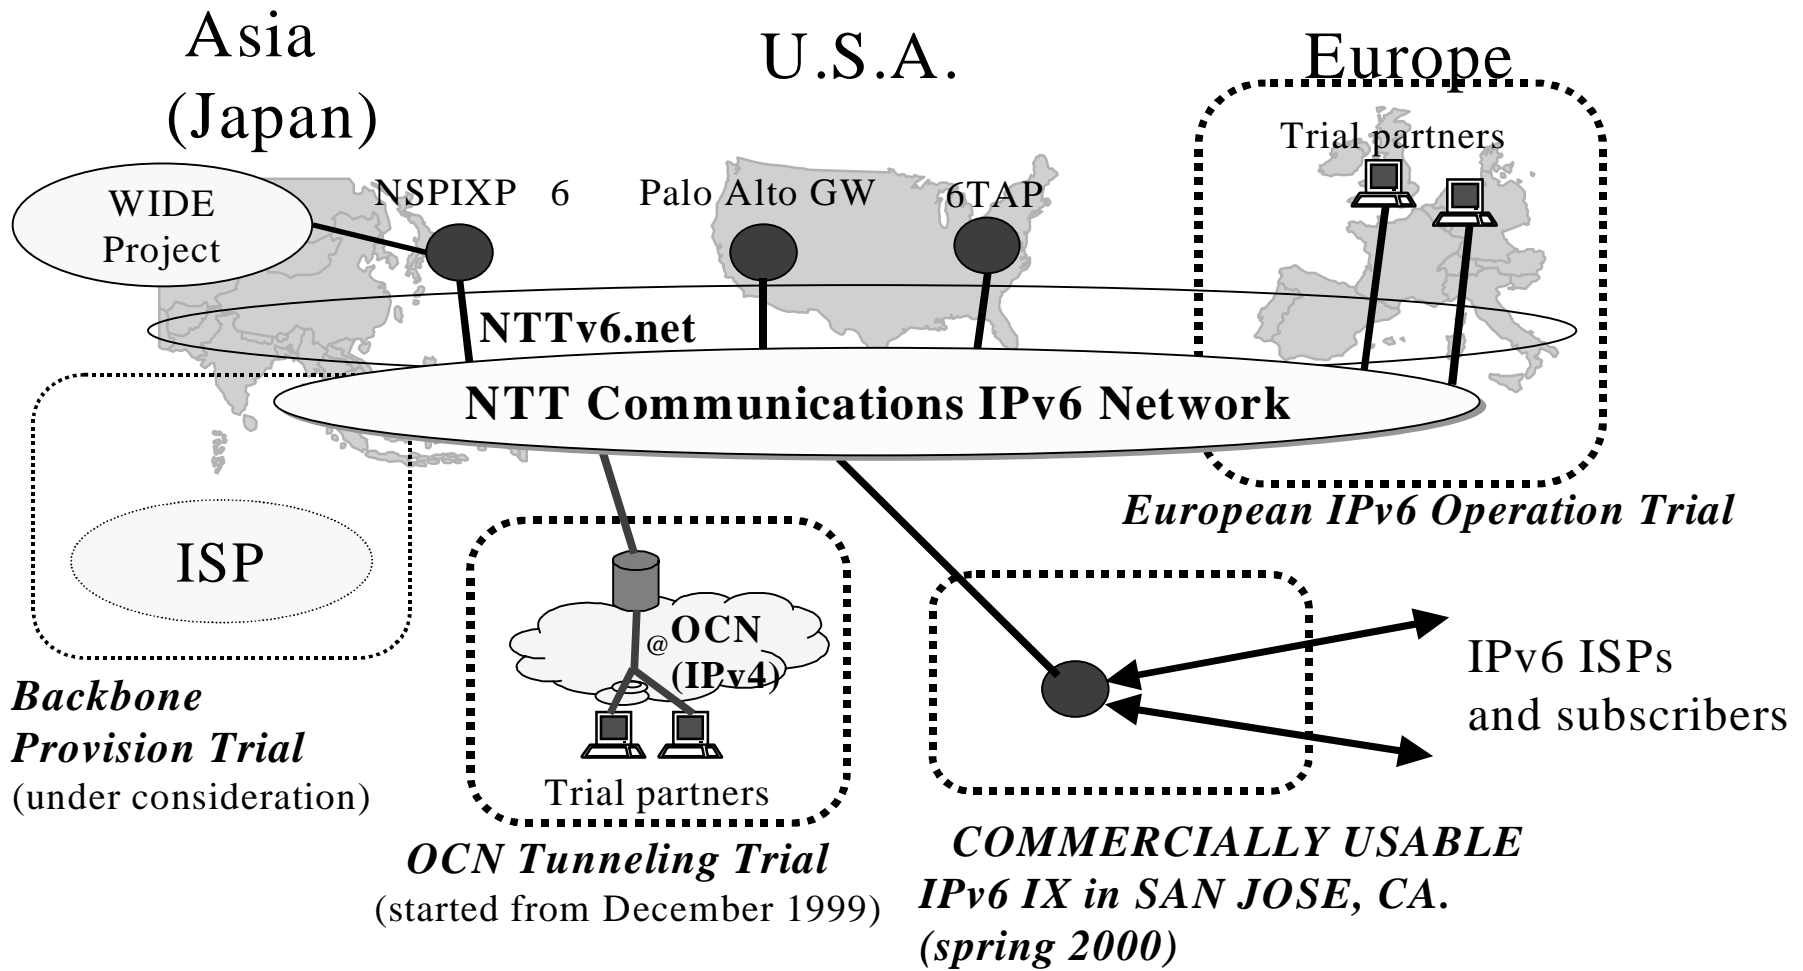 Asia
(Japan)
U.S.A.
Europe
Trial partners
WIDE
Project
NSPIXP 6
Palo Alto GW
6TAP
NTTv6.net
NTT Communications IPv6 Network
European IPv6 Operation Trial
ISP
@OCN
(IPv4)
IPv6 ISPs
and subscribers
Backbone
Provision Trial
(under consideration)
Trial partners
OCN Tunneling Trial
(started from December 1999)
COMMERCIALLY USABLE
IPv6 IX in SAN JOSE, CA.
(spring 2000)